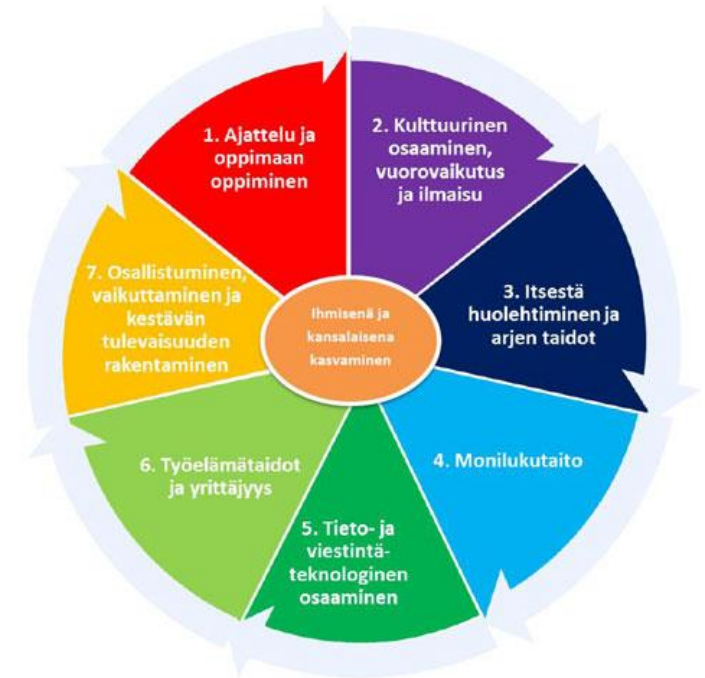 1. Ajattelu ja
oppimaan
oppiminen
2. Kulttuurinen
osaaminen,
vuorovaikutus
ja ilmaisu
3. Itsestä
huolehtiminen ja
arjen taidot
4. Monilukutaito
5. Tieto- ja
viestintä-
teknologinen
osaaminen
6. Työelämätaidot
ja yrittäjyys
7. Osallistuminen,
vaikuttaminen ja
kestävän
tulevaisuuden
rakentaminen
Ihmisenä ja
kansalaisena
kasvaminen